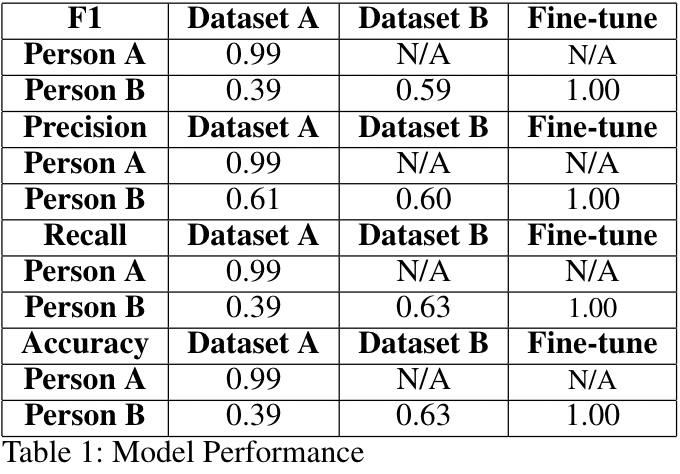 F1 Dataset A Dataset B Fine-tune
Person A 0.99 N/A N/A
Person B 0.39 0.59 1.00
Precision Dataset A Dataset B Fine-tune
Person A 0.99 N/A N/A
Person B 0.61 0.60 1.00
Recall Dataset A Dataset B Fine-tune
Person A 0.99 N/A N/A
Person B 0.39 0.63 1.00
Accuracy Dataset A Dataset B Fine-tune
Person A 0.99 N/A N/A
Person B 0.39 0.63 1.00
Table 1: Model Performance